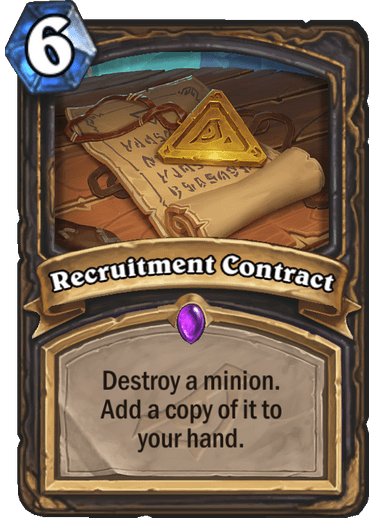 6
Recruitment Contract
Destroy a minion.
Add a copy of it to
your hand.